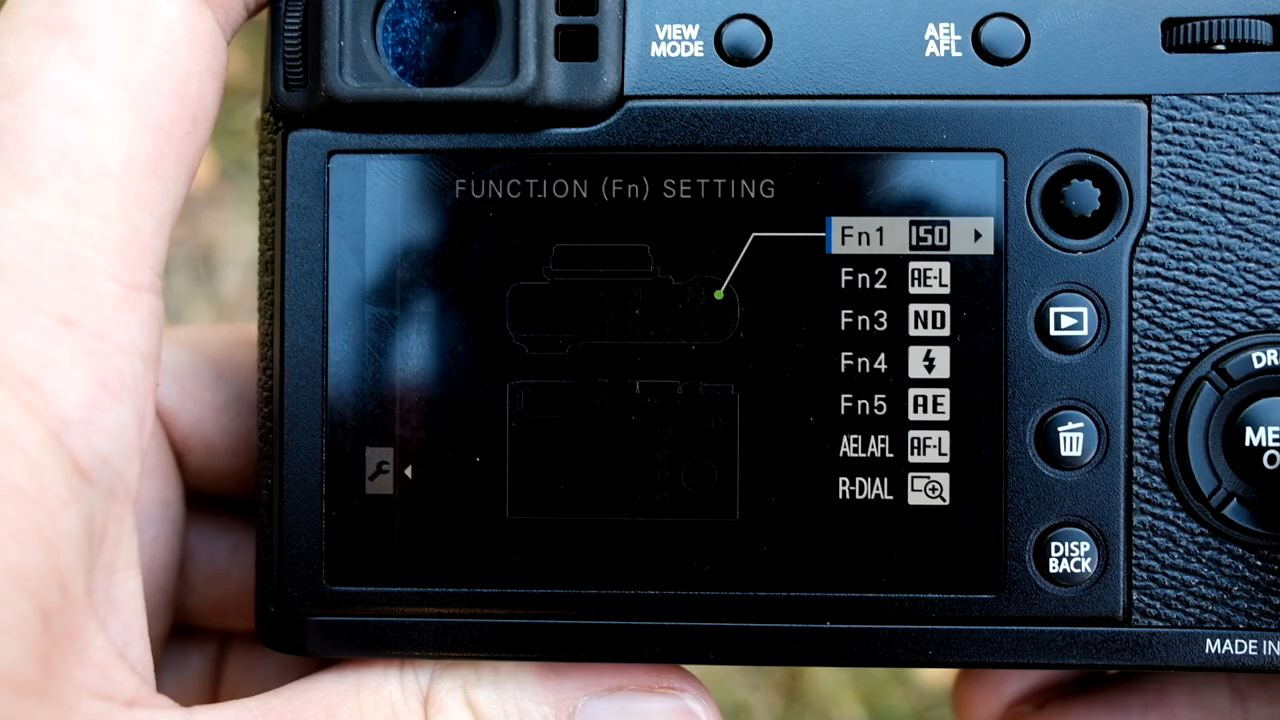 VIEW
MODE
AEL
AFL
FUNCTION (Fn) SETTING
Fn1 ISO
Fn2 AE-L
Fn3 ND
Fn4
Fn5 AE
AELAFL AF-L
R-DIAL
DISP
BACK
MADE IN